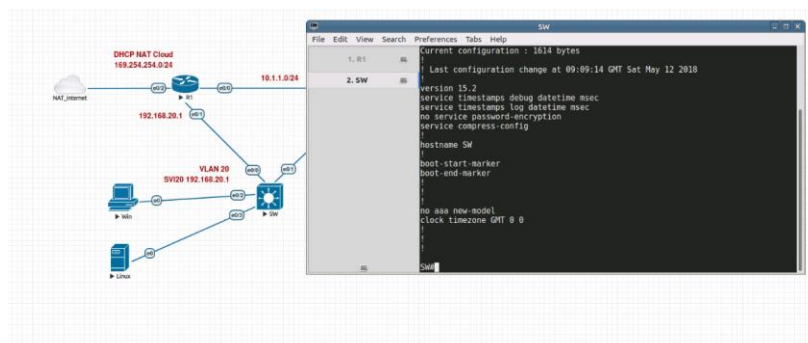 SW
File Edit View Search Preferences Tabs Help
1. R1
2. SW
Current configuration : 1614 bytes
!
! Last configuration change at 09:09:14 GMT Sat May 12 2018
!
version 15.2
service timestamps debug datetime msec
service timestamps log datetime msec
no service password-encryption
service compress-config
!
hostname SW
!
boot-start-marker
boot-end-marker
!
!
!
no aaa new-model
clock timezone GMT 0 0
!
!
!
SW#
DHCP NAT Cloud
169.254.254.0/24
10.1.1.0/24
e0/2
e0/0
NAT_internet
R1
192.168.20.1
e0/1
VLAN 20
SVI20 192.168.20.1
e0/0
e0/1
e0
e0/2
Win
e0/3
SW
e0
Linux